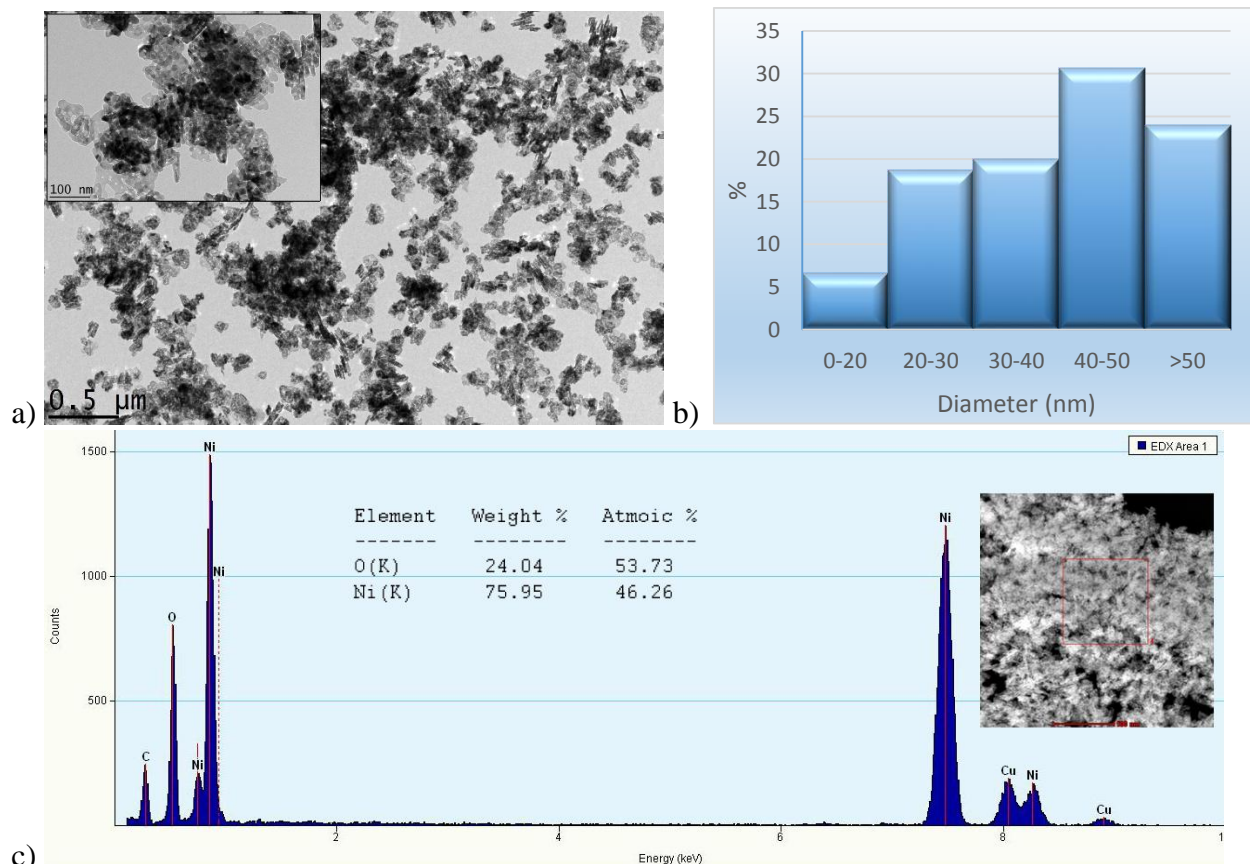 100 nm
0.5 µm
a)
35
30
25
20
15
10
5
0
%
0-20 20-30 30-40 40-50 >50
Diameter (nm)
b)
1500
1000
500
Counts
EDX Area 1
Element Weight % Atmoic %
------- -------- --------
O(K) 24.04 53.73
Ni(K) 75.95 46.26
C
O
Ni
Ni
Ni
Ni
Cu
Ni
Cu
2 4 6 8 1
Energy (keV)
c)